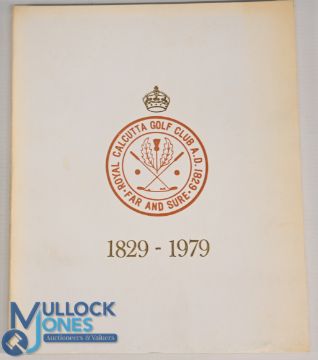 ROYAL CALCUTTA GOLF CLUB A.D. 1829
FAR AND SURE
1829 - 1979
MULLOCK
JONES
Auctioneers & Valuers